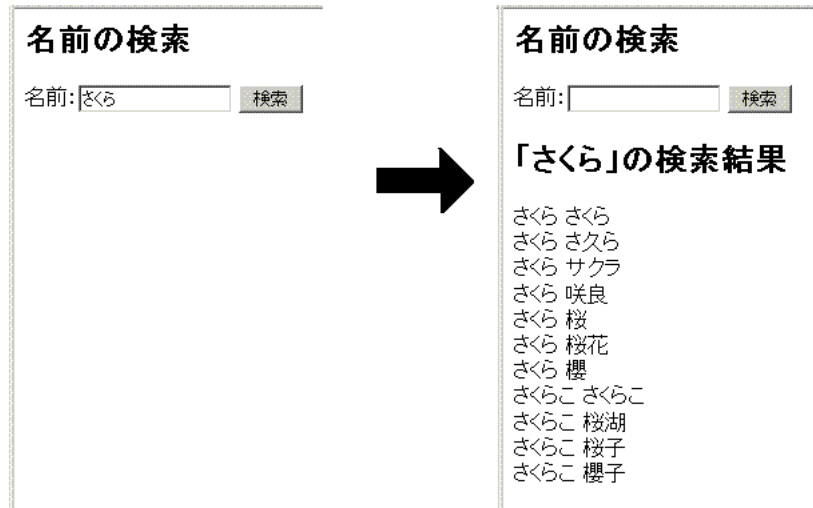 名前の検索
名前:さくら 検索
名前の検索
名前: 検索
「さくら」の検索結果
さくら さくら
さくら さ久ら
さくら サクラ
さくら 咲良
さくら 桜
さくら 桜花
さくら 櫻
さくらこ さくらこ
さくらこ 桜湖
さくらこ 桜子
さくらこ 櫻子